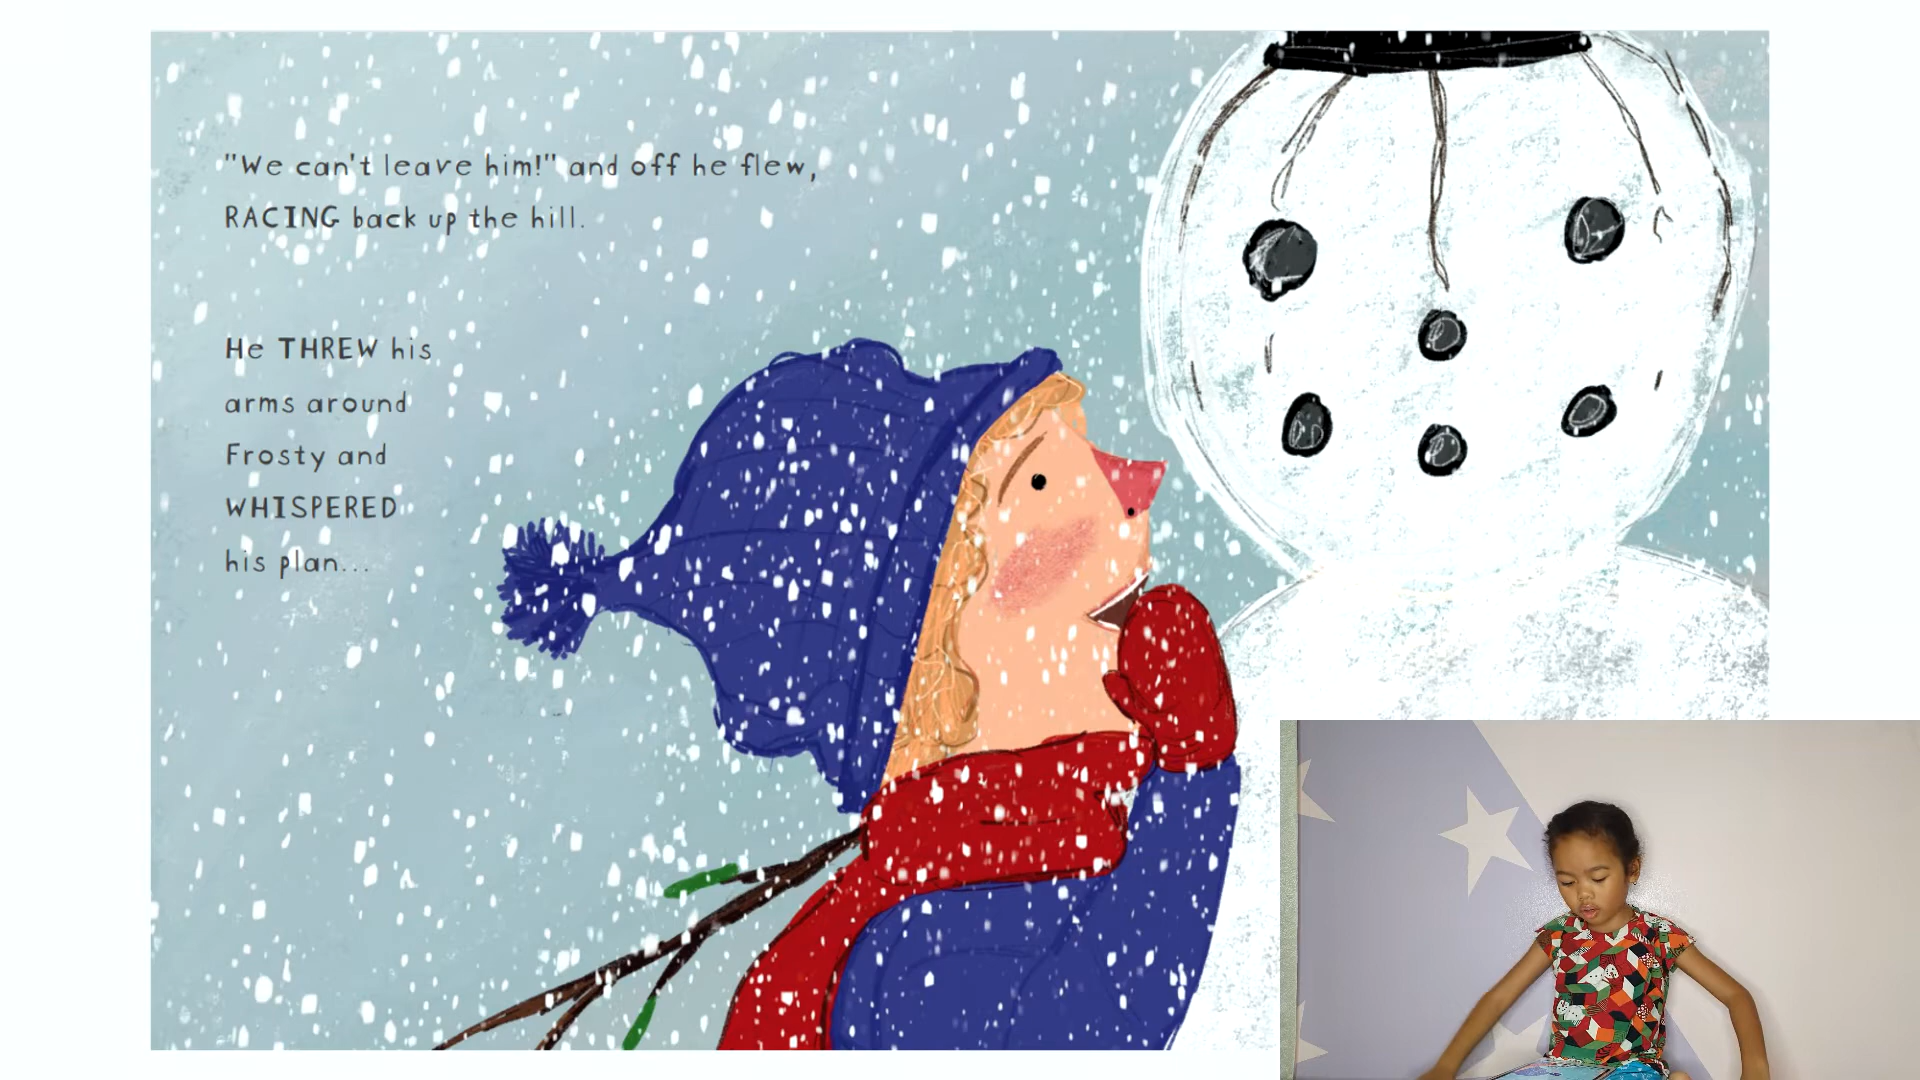 "We can't leave him!" and off he flew,
RACING back up the hill.
He THREW his
arms around
Frosty and
WHISPERED
his plan...